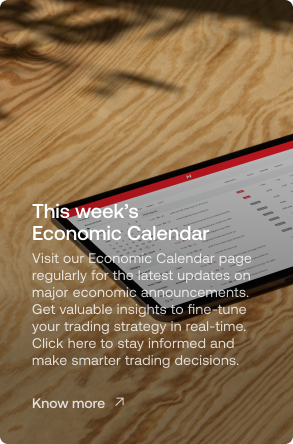 This week's
Economic Calendar
Visit our Economic Calendar page
regularly for the latest updates on
major economic announcements.
Get valuable insights to fine-tune
your trading strategy in real-time.
Click here to stay informed and
make smarter trading decisions.
Know more ↗